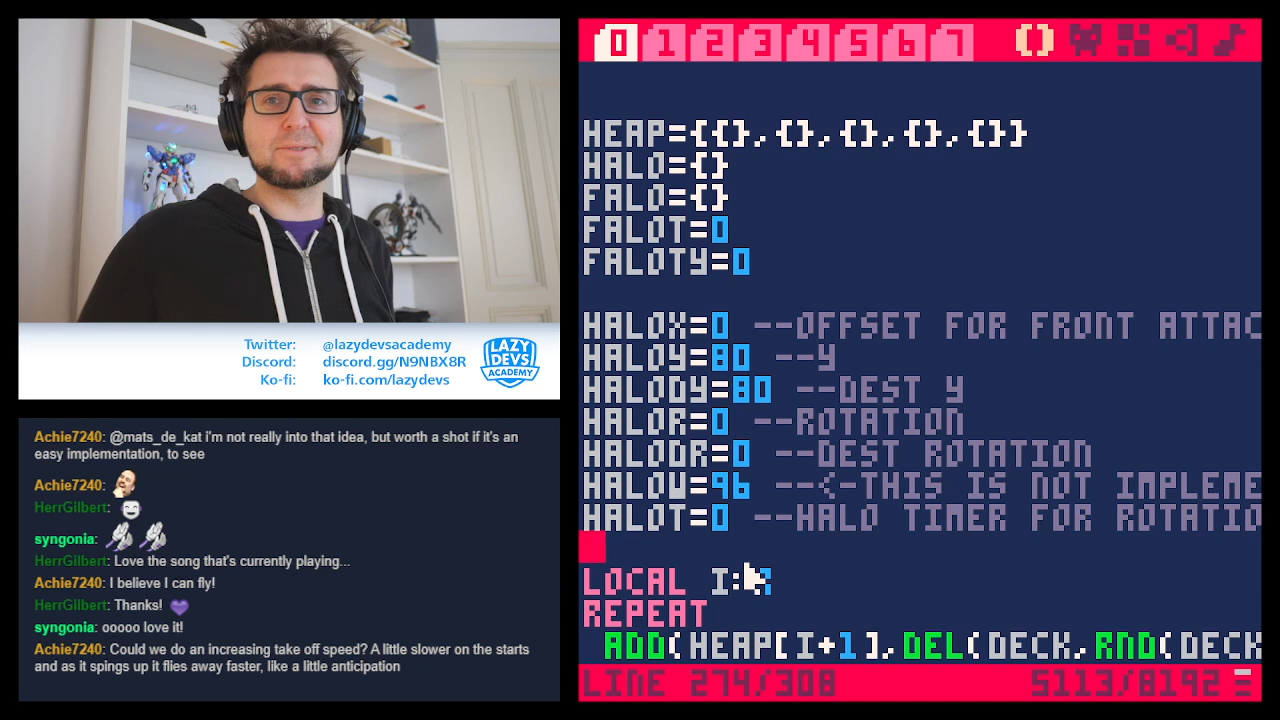 Twitter: @lazydevsacademy
Discord: discord.gg/N9NBX8R
Ko-fi: ko-fi.com/lazydevs
LAZY
DEVS
ACADEMY
Achie7240: @mats_de_kat i'm not really into that idea, but worth a shot if it's an
easy implementation, to see
Achie7240:
HerrGilbert:
syngonia:
HerrGilbert: Love the song that's currently playing...
Achie7240: I believe I can fly!
HerrGilbert: Thanks!
syngonia: ooooo love it!
Achie7240: Could we do an increasing take off speed? A little slower on the starts
and as it spings up it flies away faster, like a little anticipation
0 1 2 3 4 5 6 7 ()
HEAP={{},{},{},{},{}}
HALO={}
FALO={}
FALOT=0
FALOTY=0
HALOX=0 --OFFSET FOR FRONT ATTAC
HALOY=80 --Y
HALODY=80 --DEST Y
HALOR=0 --ROTATION
HALODR=0 --DEST ROTATION
HALOW=96 --<-THIS IS NOT IMPLEME
HALOT=0 --HALO TIMER FOR ROTATIO
LOCAL I
REPEAT
ADD(HEAP[I+1],DEL(DECK,RND(DECK
LINE 274/308 5113/8192